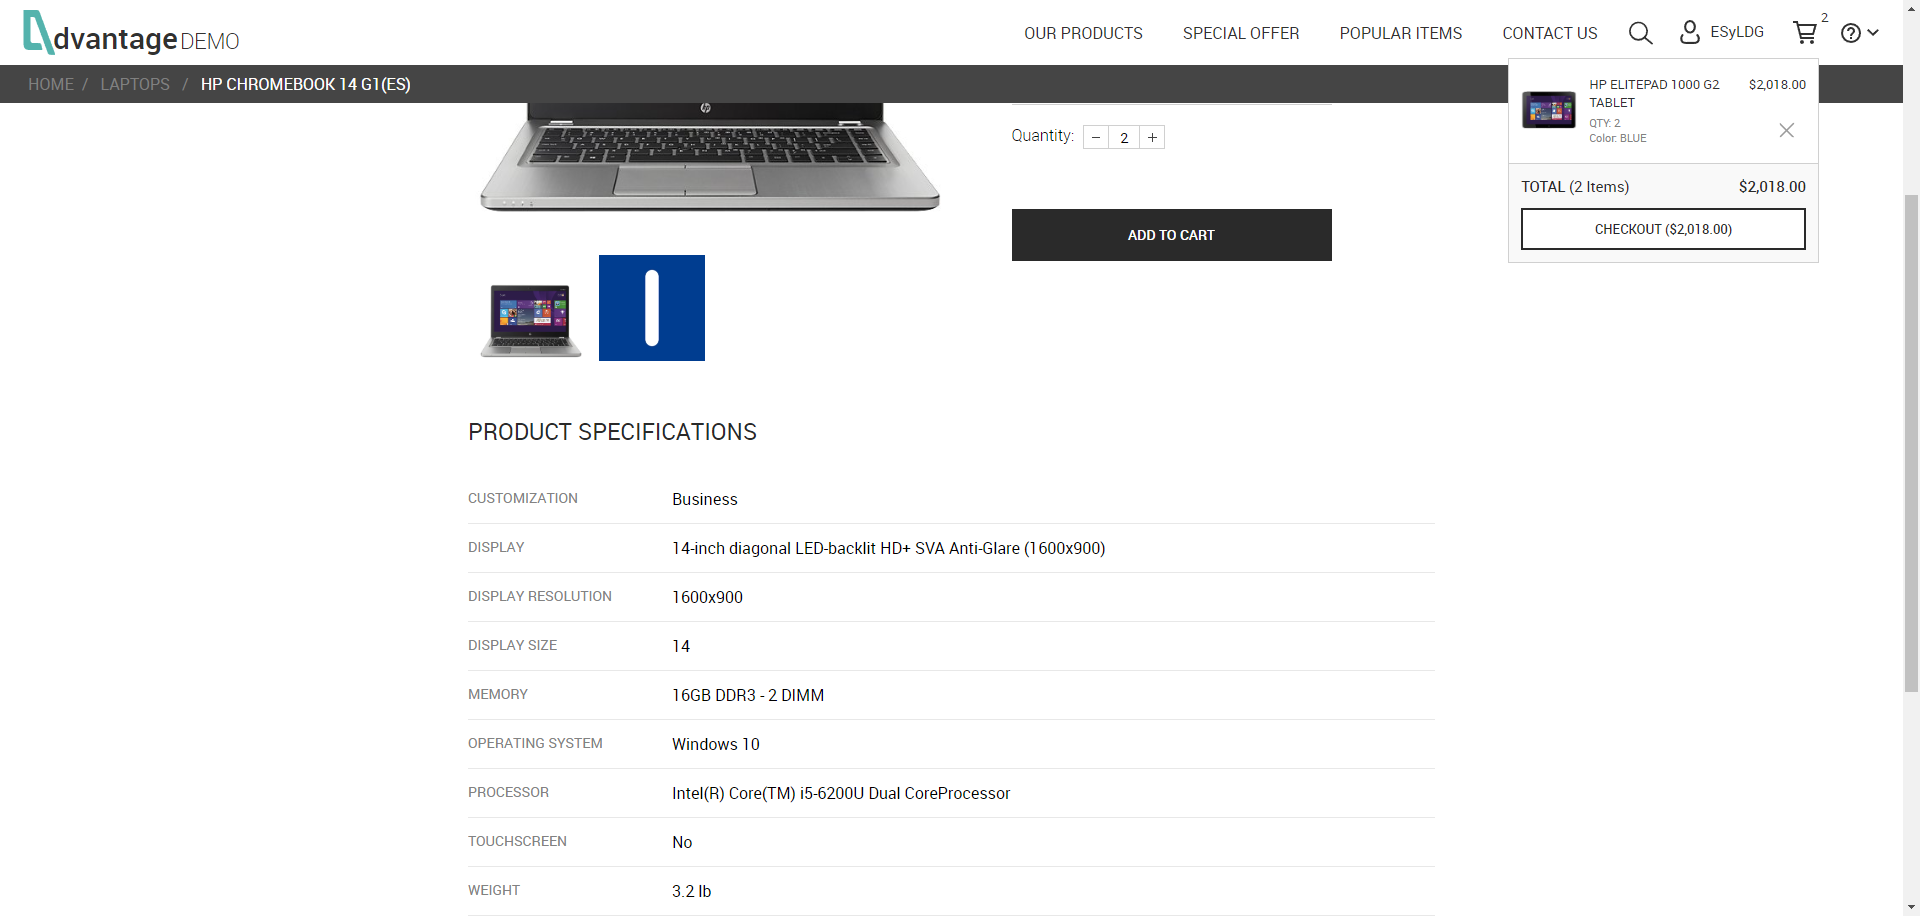 dvantage DEMO
OUR PRODUCTS
SPECIAL OFFER
POPULAR ITEMS
CONTACT US
ESyLDG
2
HOME / LAPTOPS / HP CHROMEBOOK 14 G1(ES)
hp
Quantity: − 2 +
ADD TO CART
HP ELITEPAD 1000 G2 $2,018.00
TABLET
QTY: 2
Color: BLUE
TOTAL (2 Items) $2,018.00
CHECKOUT ($2,018.00)
PRODUCT SPECIFICATIONS
CUSTOMIZATION Business
DISPLAY 14-inch diagonal LED-backlit HD+ SVA Anti-Glare (1600x900)
DISPLAY RESOLUTION 1600x900
DISPLAY SIZE 14
MEMORY 16GB DDR3 - 2 DIMM
OPERATING SYSTEM Windows 10
PROCESSOR Intel(R) Core(TM) i5-6200U Dual CoreProcessor
TOUCHSCREEN No
WEIGHT 3.2 lb